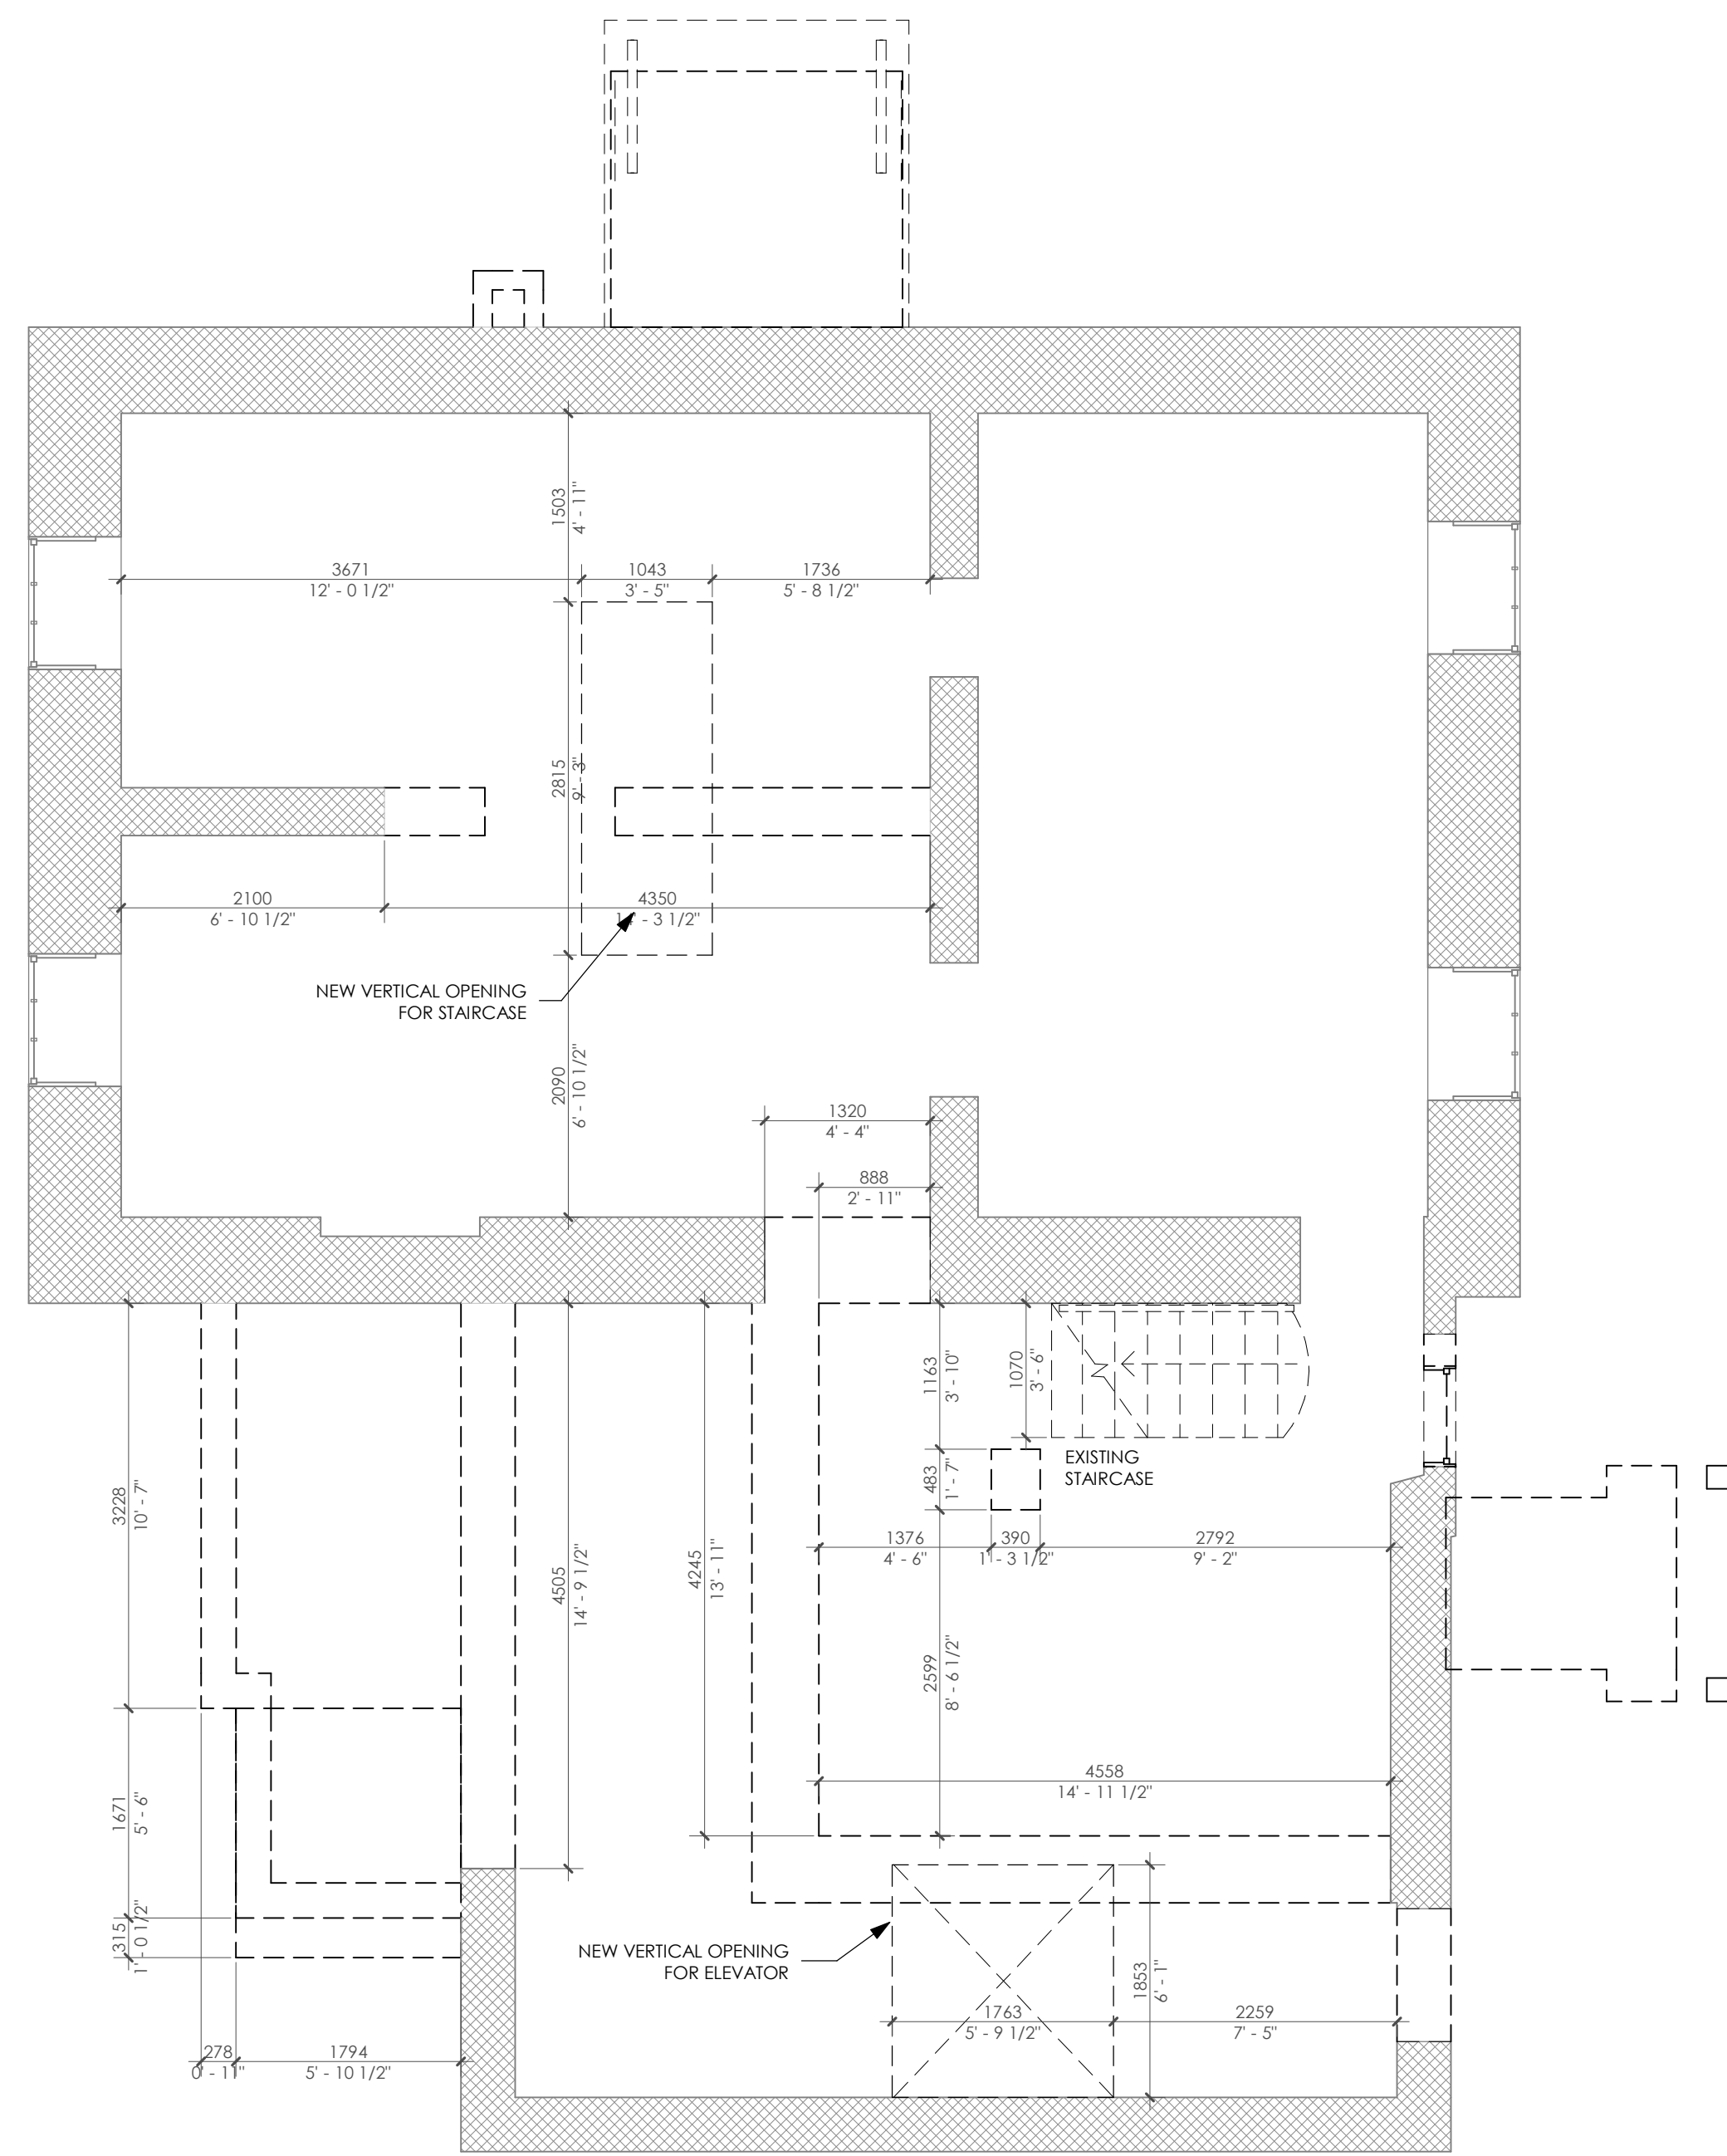 1503
4' - 11"
3671
12' - 0 1/2"
1043
3' - 5"
1736
5' - 8 1/2"
2815
9' - 3"
2100
6' - 10 1/2"
4350
14' - 3 1/2"
NEW VERTICAL OPENING
FOR STAIRCASE
2090
6' - 10 1/2"
1320
4' - 4"
888
2' - 11"
1163
3' - 10"
1070
3' - 6"
EXISTING
STAIRCASE
483
1' - 7"
3228
10' - 7"
4505
14' - 9 1/2"
4245
13' - 11"
1376
4' - 6"
390
1' - 3 1/2"
2792
9' - 2"
2599
8' - 6 1/2"
4558
14' - 11 1/2"
1671
5' - 6"
315
1' - 0 1/2"
NEW VERTICAL OPENING
FOR ELEVATOR
1853
6' - 1"
1763
5' - 9 1/2"
2259
7' - 5"
278
0' - 11"
1794
5' - 10 1/2"